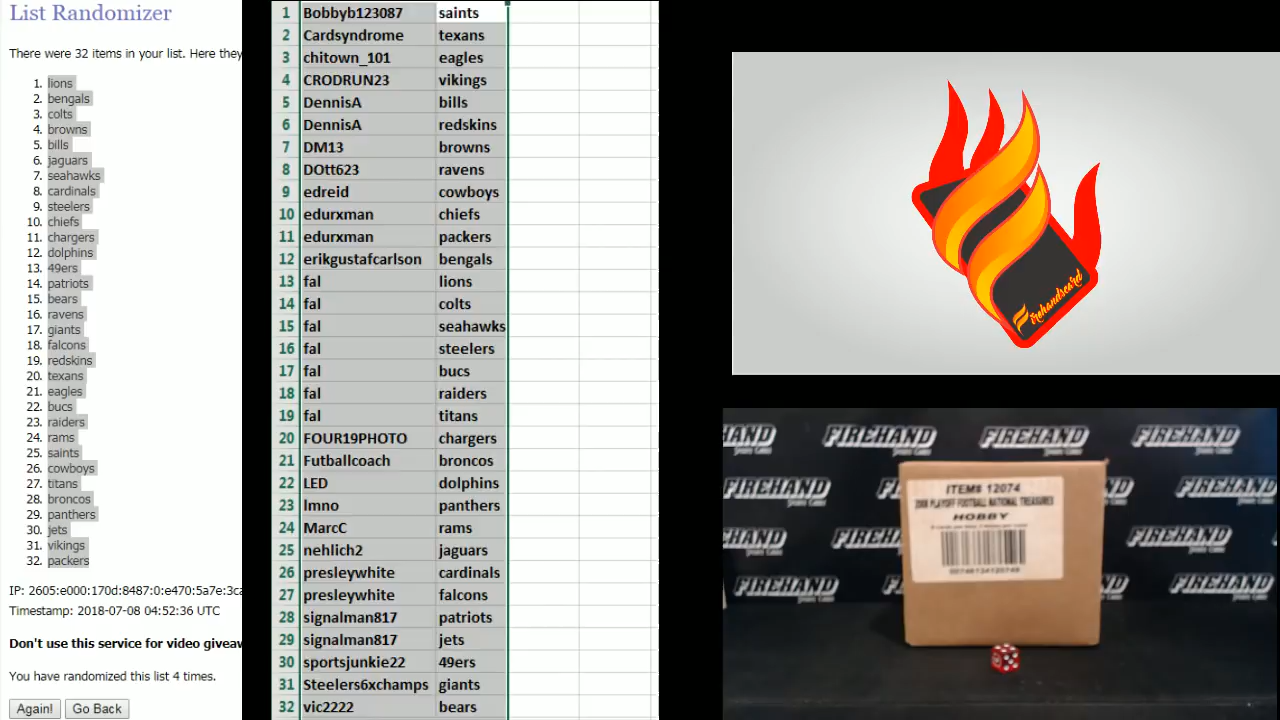 List Randomizer
There were 32 items in your list. Here they
1. lions
2. bengals
3. colts
4. browns
5. bills
6. jaguars
7. seahawks
8. cardinals
9. steelers
10. chiefs
11. chargers
12. dolphins
13. 49ers
14. patriots
15. bears
16. ravens
17. giants
18. falcons
19. redskins
20. texans
21. eagles
22. bucs
23. raiders
24. rams
25. saints
26. cowboys
27. titans
28. broncos
29. panthers
30. jets
31. vikings
32. packers
IP: 2605:e000:170d:8487:0:e470:5a7e:3ca
Timestamp: 2018-07-08 04:52:36 UTC
Don't use this service for video giveaw
You have randomized this list 4 times.
Again! Go Back
1 Bobbyb123087 saints
2 Cardsyndrome texans
3 chitown_101 eagles
4 CRODRUN23 vikings
5 DennisA bills
6 DennisA redskins
7 DM13 browns
8 DOtt623 ravens
9 edreid cowboys
10 edurxman chiefs
11 edurxman packers
12 erikgustafcarlson bengals
13 fal lions
14 fal colts
15 fal seahawks
16 fal steelers
17 fal bucs
18 fal raiders
19 fal titans
20 FOUR19PHOTO chargers
21 Futballcoach broncos
22 LED dolphins
23 lmno panthers
24 MarcC rams
25 nehlich2 jaguars
26 presleywhite cardinals
27 presleywhite falcons
28 signalman817 patriots
29 signalman817 jets
30 sportsjunkie22 49ers
31 Steelers6xchamps giants
32 vic2222 bears
Firehandscard
FIREHAND
ITEM# 12074
2008 PLAYOFF FOOTBALL NATIONAL TREASURES
HOBBY